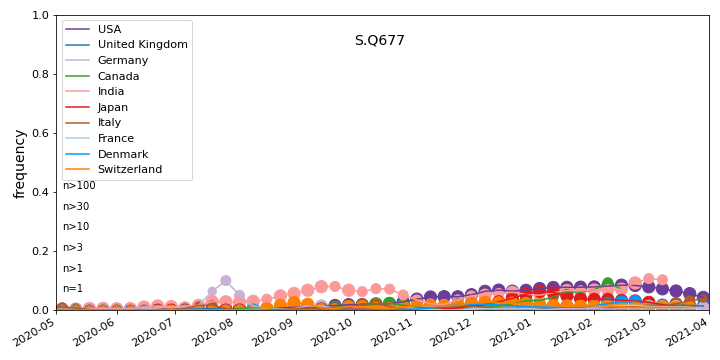 S.Q677
USA
United Kingdom
Germany
Canada
India
Japan
Italy
France
Denmark
Switzerland
n>100
n>30
n>10
n>3
n>1
n=1
frequency
1.0
0.8
0.6
0.4
0.2
0.0
2020-05
2020-06
2020-07
2020-08
2020-09
2020-10
2020-11
2020-12
2021-01
2021-02
2021-03
2021-04